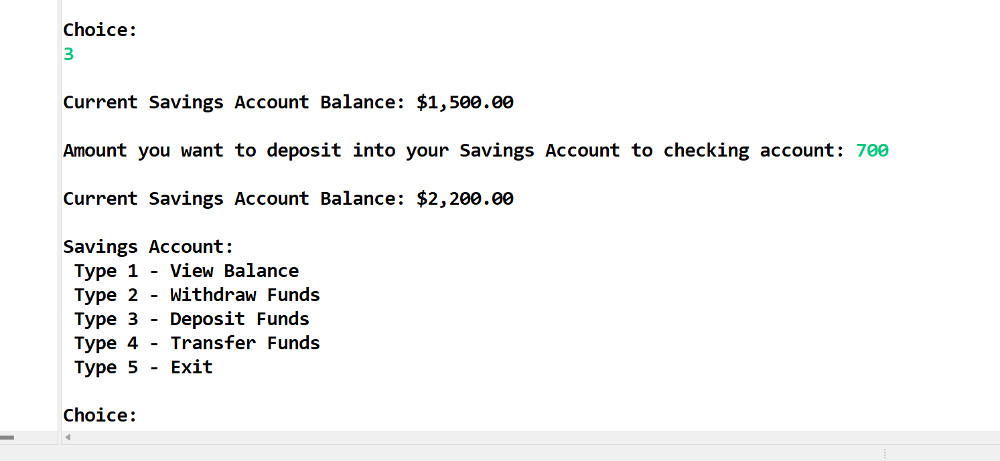 Choice:
3
Current Savings Account Balance: $1,500.00
Amount you want to deposit into your Savings Account to checking account: 700
Current Savings Account Balance: $2,200.00
Savings Account:
Type 1 - View Balance
Type 2 - Withdraw Funds
Type 3 - Deposit Funds
Type 4 - Transfer Funds
Type 5 - Exit
Choice: